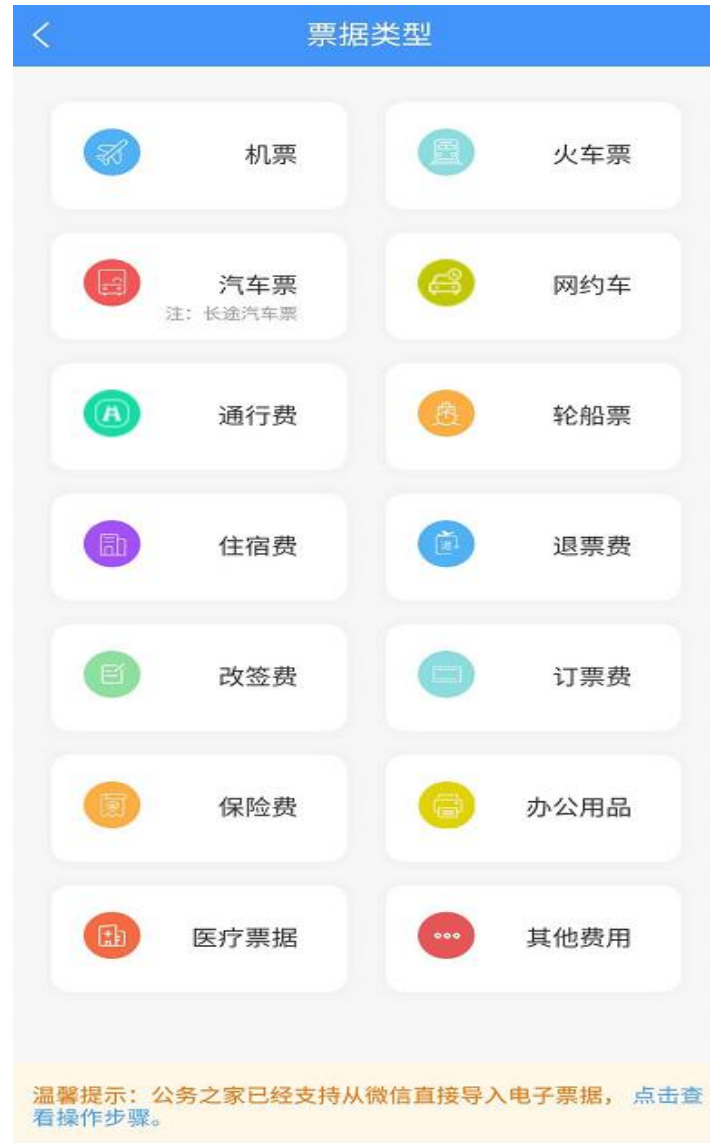 票据类型
机票
火车票
汽车票
注：长途汽车票
网约车
通行费
轮船票
住宿费
退票费
改签费
订票费
保险费
办公用品
医疗票据
其他费用
温馨提示：公务之家已经支持从微信直接导入电子票据，点击查
看操作步骤。